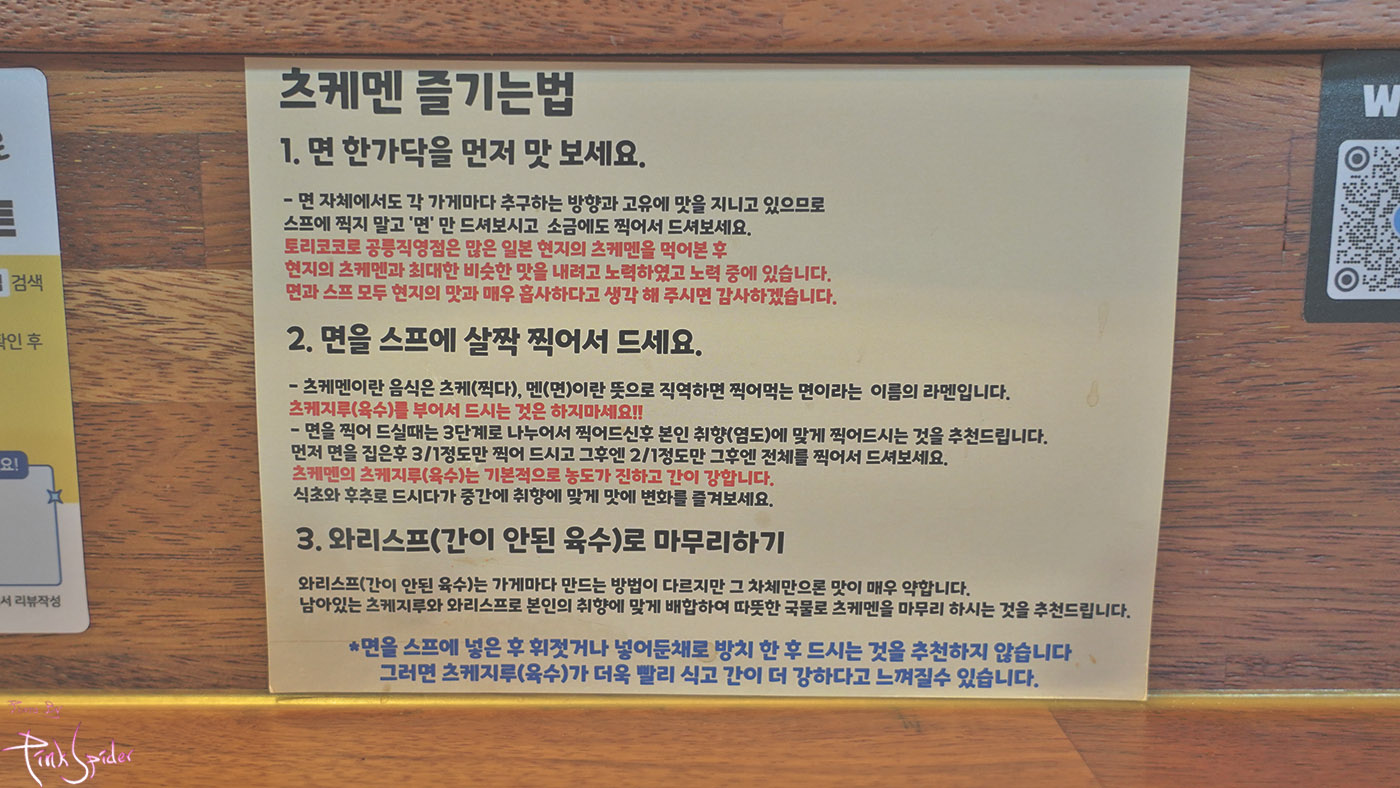 츠케멘 즐기는법
1. 면 한가닥을 먼저 맛 보세요.
- 면 자체에서도 각 가게마다 추구하는 방향과 고유에 맛을 지니고 있으므로
스프에 찍지 말고 '면' 만 드셔보시고 소금에도 찍어서 드셔보세요.
토리코코로 공릉직영점은 많은 일본 현지의 츠케멘을 먹어본 후
현지의 츠케멘과 최대한 비슷한 맛을 내려고 노력하였고 노력 중에 있습니다.
면과 스프 모두 현지의 맛과 매우 흡사하다고 생각 해 주시면 감사하겠습니다.
2. 면을 스프에 살짝 찍어서 드세요.
- 츠케멘이란 음식은 츠케(찍다), 멘(면)이란 뜻으로 직역하면 찍어먹는 면이라는 이름의 라멘입니다.
츠케지루(육수)를 부어서 드시는 것은 하지마세요!!
- 면을 찍어 드실때는 3단계로 나누어서 찍어드신후 본인 취향(염도)에 맞게 찍어드시는 것을 추천드립니다.
먼저 면을 집은후 3/1정도만 찍어 드시고 그후엔 2/1정도만 그후엔 전체를 찍어서 드셔보세요.
츠케멘의 츠케지루(육수)는 기본적으로 농도가 진하고 간이 강합니다.
식초와 후추로 드시다가 중간에 취향에 맞게 맛에 변화를 즐겨보세요.
3. 와리스프(간이 안된 육수)로 마무리하기
와리스프(간이 안된 육수)는 가게마다 만드는 방법이 다르지만 그 차체만으론 맛이 매우 약합니다.
남아있는 츠케지루와 와리스프로 본인의 취향에 맞게 배합하여 따뜻한 국물로 츠케멘을 마무리 하시는 것을 추천드립니다.
*면을 스프에 넣은 후 휘젓거나 넣어둔채로 방치 한 후 드시는 것을 추천하지 않습니다
그러면 츠케지루(육수)가 더욱 빨리 식고 간이 더 강하다고 느껴질수 있습니다.
검색
확인 후
요!
서 리뷰작성
W
Pink Spider